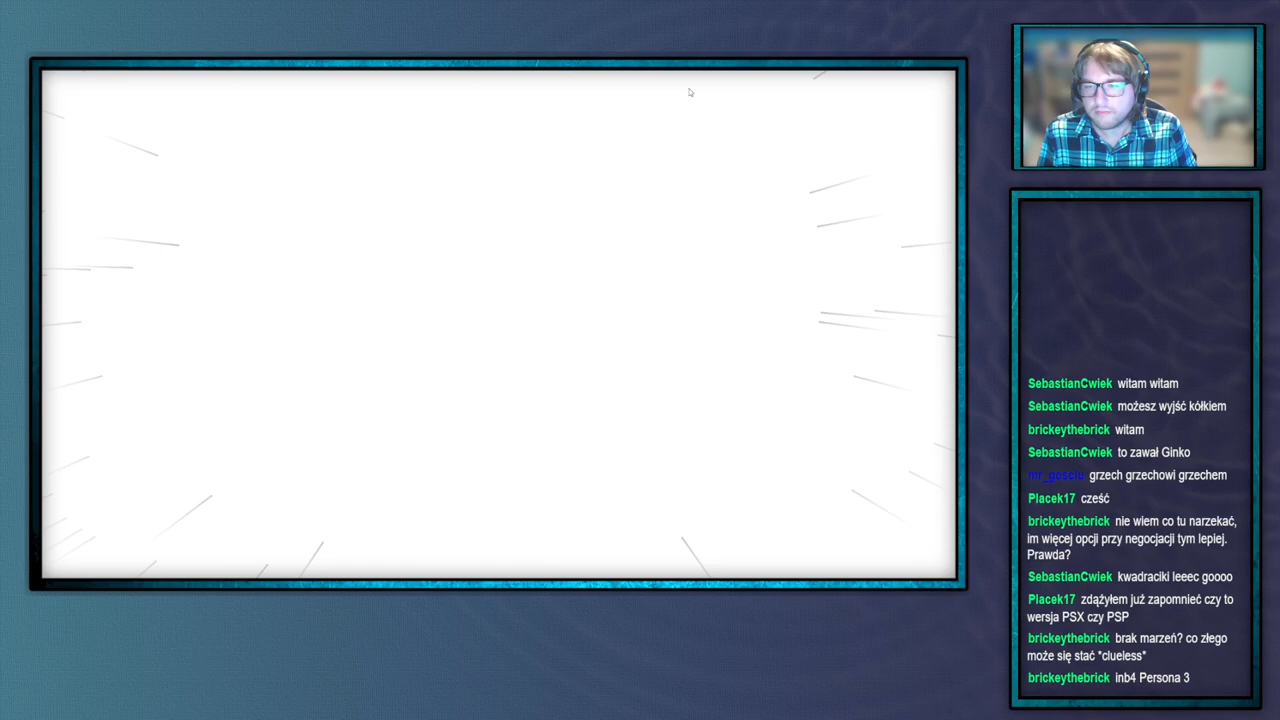 SebastianCwiek witam witam
SebastianCwiek możesz wyjść kółkiem
brickeythebrick witam
SebastianCwiek to zawał Ginko
mr_gosciu grzech grzechowi grzechem
Placek17 cześć
brickeythebrick nie wiem co tu narzekać,
im więcej opcji przy negocjacji tym lepiej.
Prawda?
SebastianCwiek kwadraciki leeec goooo
Placek17 zdążyłem już zapomnieć czy to
wersja PSX czy PSP
brickeythebrick brak marzeń? co złego
może się stać *clueless*
brickeythebrick inb4 Persona 3